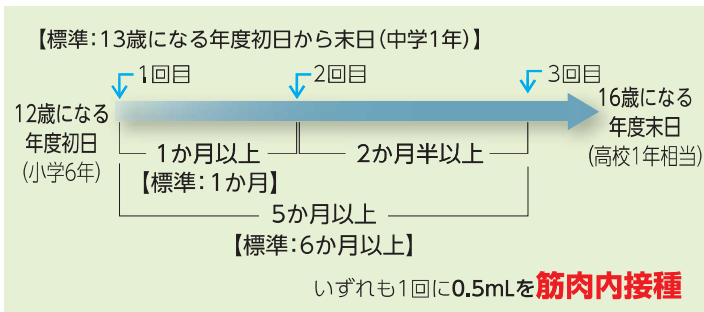 【標準：13歳になる年度初日から末日（中学1年）】
1回目
2回目
3回目
12歳になる
年度初日
（小学6年）
16歳になる
年度末日
（高校1年相当）
1か月以上
【標準：1か月】
2か月半以上
5か月以上
【標準：6か月以上】
いずれも1回に0.5mLを筋肉内接種